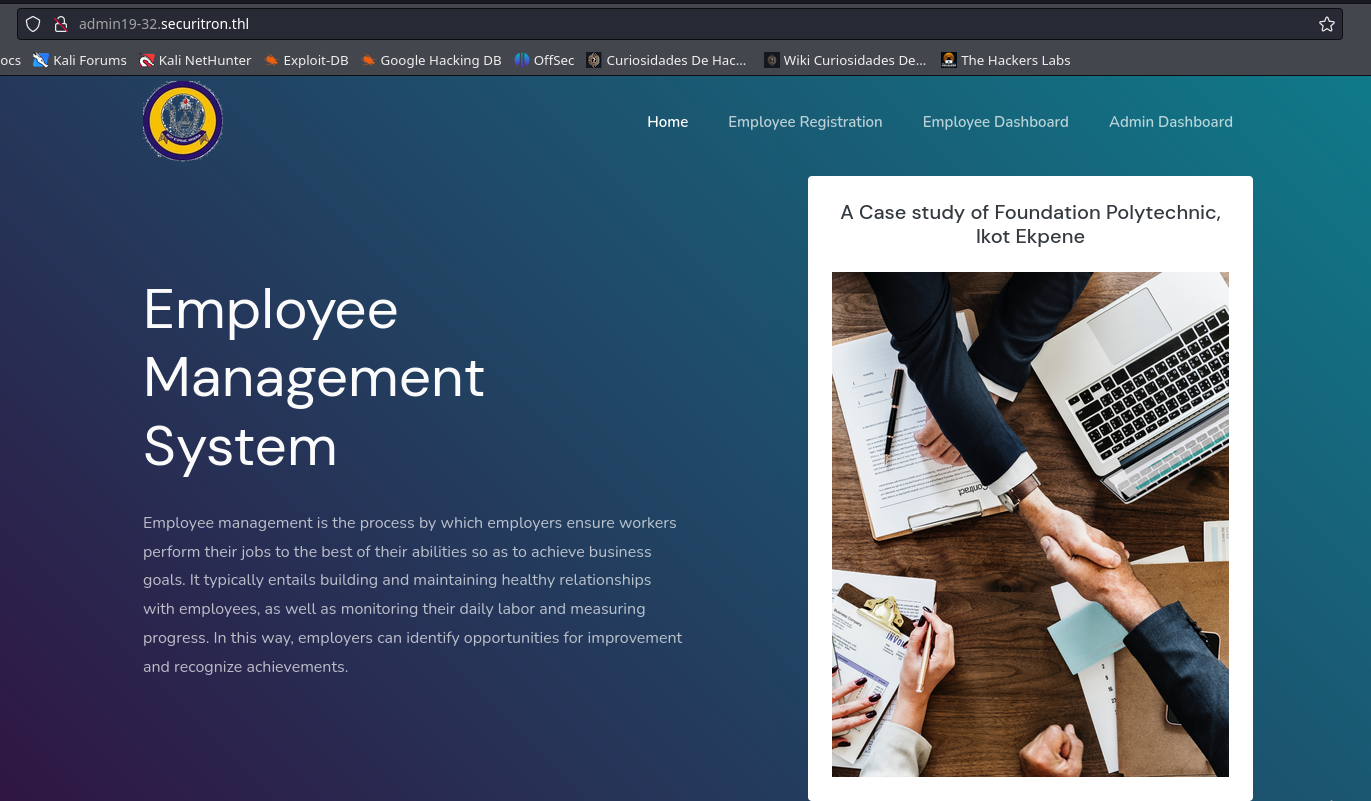 admin19-32.securitron.thl
ocs Kali Forums Kali NetHunter Exploit-DB Google Hacking DB OffSec Curiosidades De Hac... Wiki Curiosidades De... The Hackers Labs
Home Employee Registration Employee Dashboard Admin Dashboard
A Case study of Foundation Polytechnic,
Ikot Ekpene
Employee
Management
System
Contract
Employee management is the process by which employers ensure workers
perform their jobs to the best of their abilities so as to achieve business
goals. It typically entails building and maintaining healthy relationships
with employees, as well as monitoring their daily labor and measuring
progress. In this way, employers can identify opportunities for improvement
and recognize achievements.